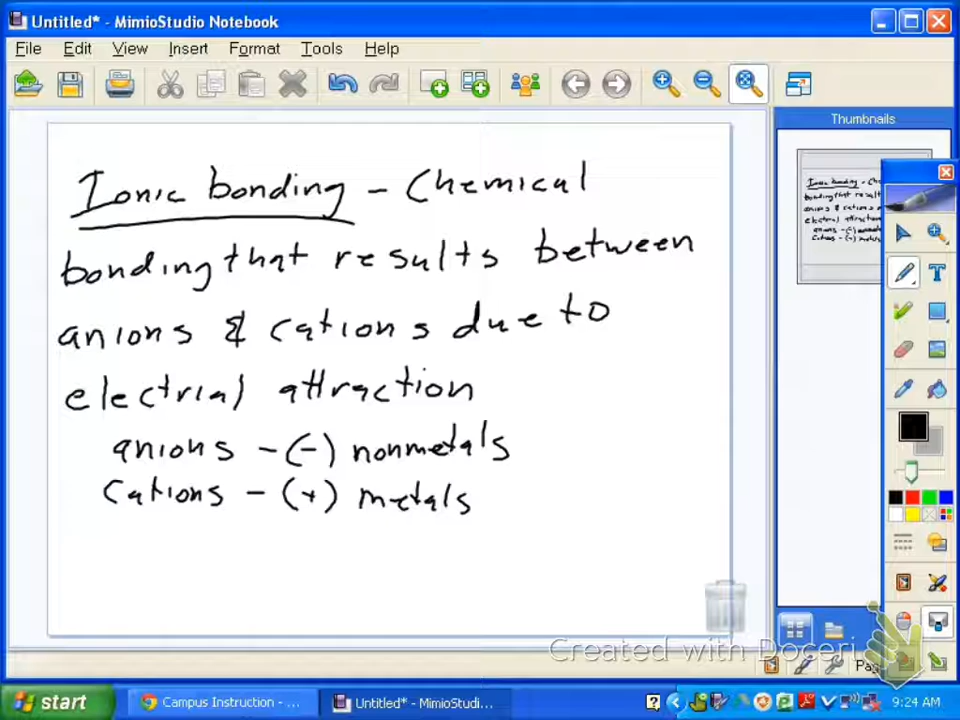 Untitled* - MimioStudio Notebook
File Edit View Insert Format Tools Help
Thumbnails
Ionic bonding - Chemical
bonding that results between
anions & cations due to
electrial attraction
anions - (-) nonmetals
cations - (+) metals
Created with Doceri
Pag
start Campus Instruction - ... Untitled* - MimioStudi... 9:24 AM